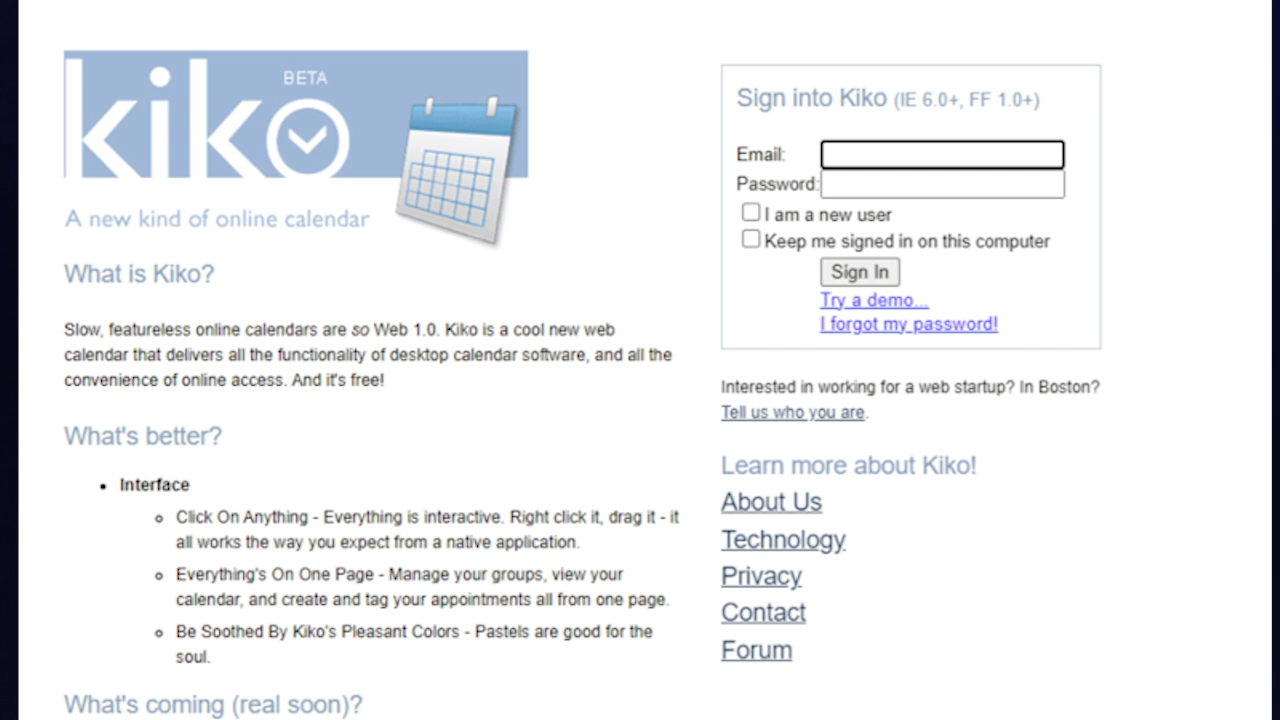 kiko
BETA
A new kind of online calendar
What is Kiko?
Slow, featureless online calendars are so Web 1.0. Kiko is a cool new web
calendar that delivers all the functionality of desktop calendar software, and all the
convenience of online access. And it's free!
What's better?
• Interface
Click On Anything - Everything is interactive. Right click it, drag it - it
all works the way you expect from a native application.
Everything's On One Page - Manage your groups, view your
calendar, and create and tag your appointments all from one page.
Be Soothed By Kiko's Pleasant Colors - Pastels are good for the
soul.
What's coming (real soon)?
Sign into Kiko (IE 6.0+, FF 1.0+)
Email:
Password:
I am a new user
Keep me signed in on this computer
Sign In
Try a demo...
I forgot my password!
Interested in working for a web startup? In Boston?
Tell us who you are.
Learn more about Kiko!
About Us
Technology
Privacy
Contact
Forum